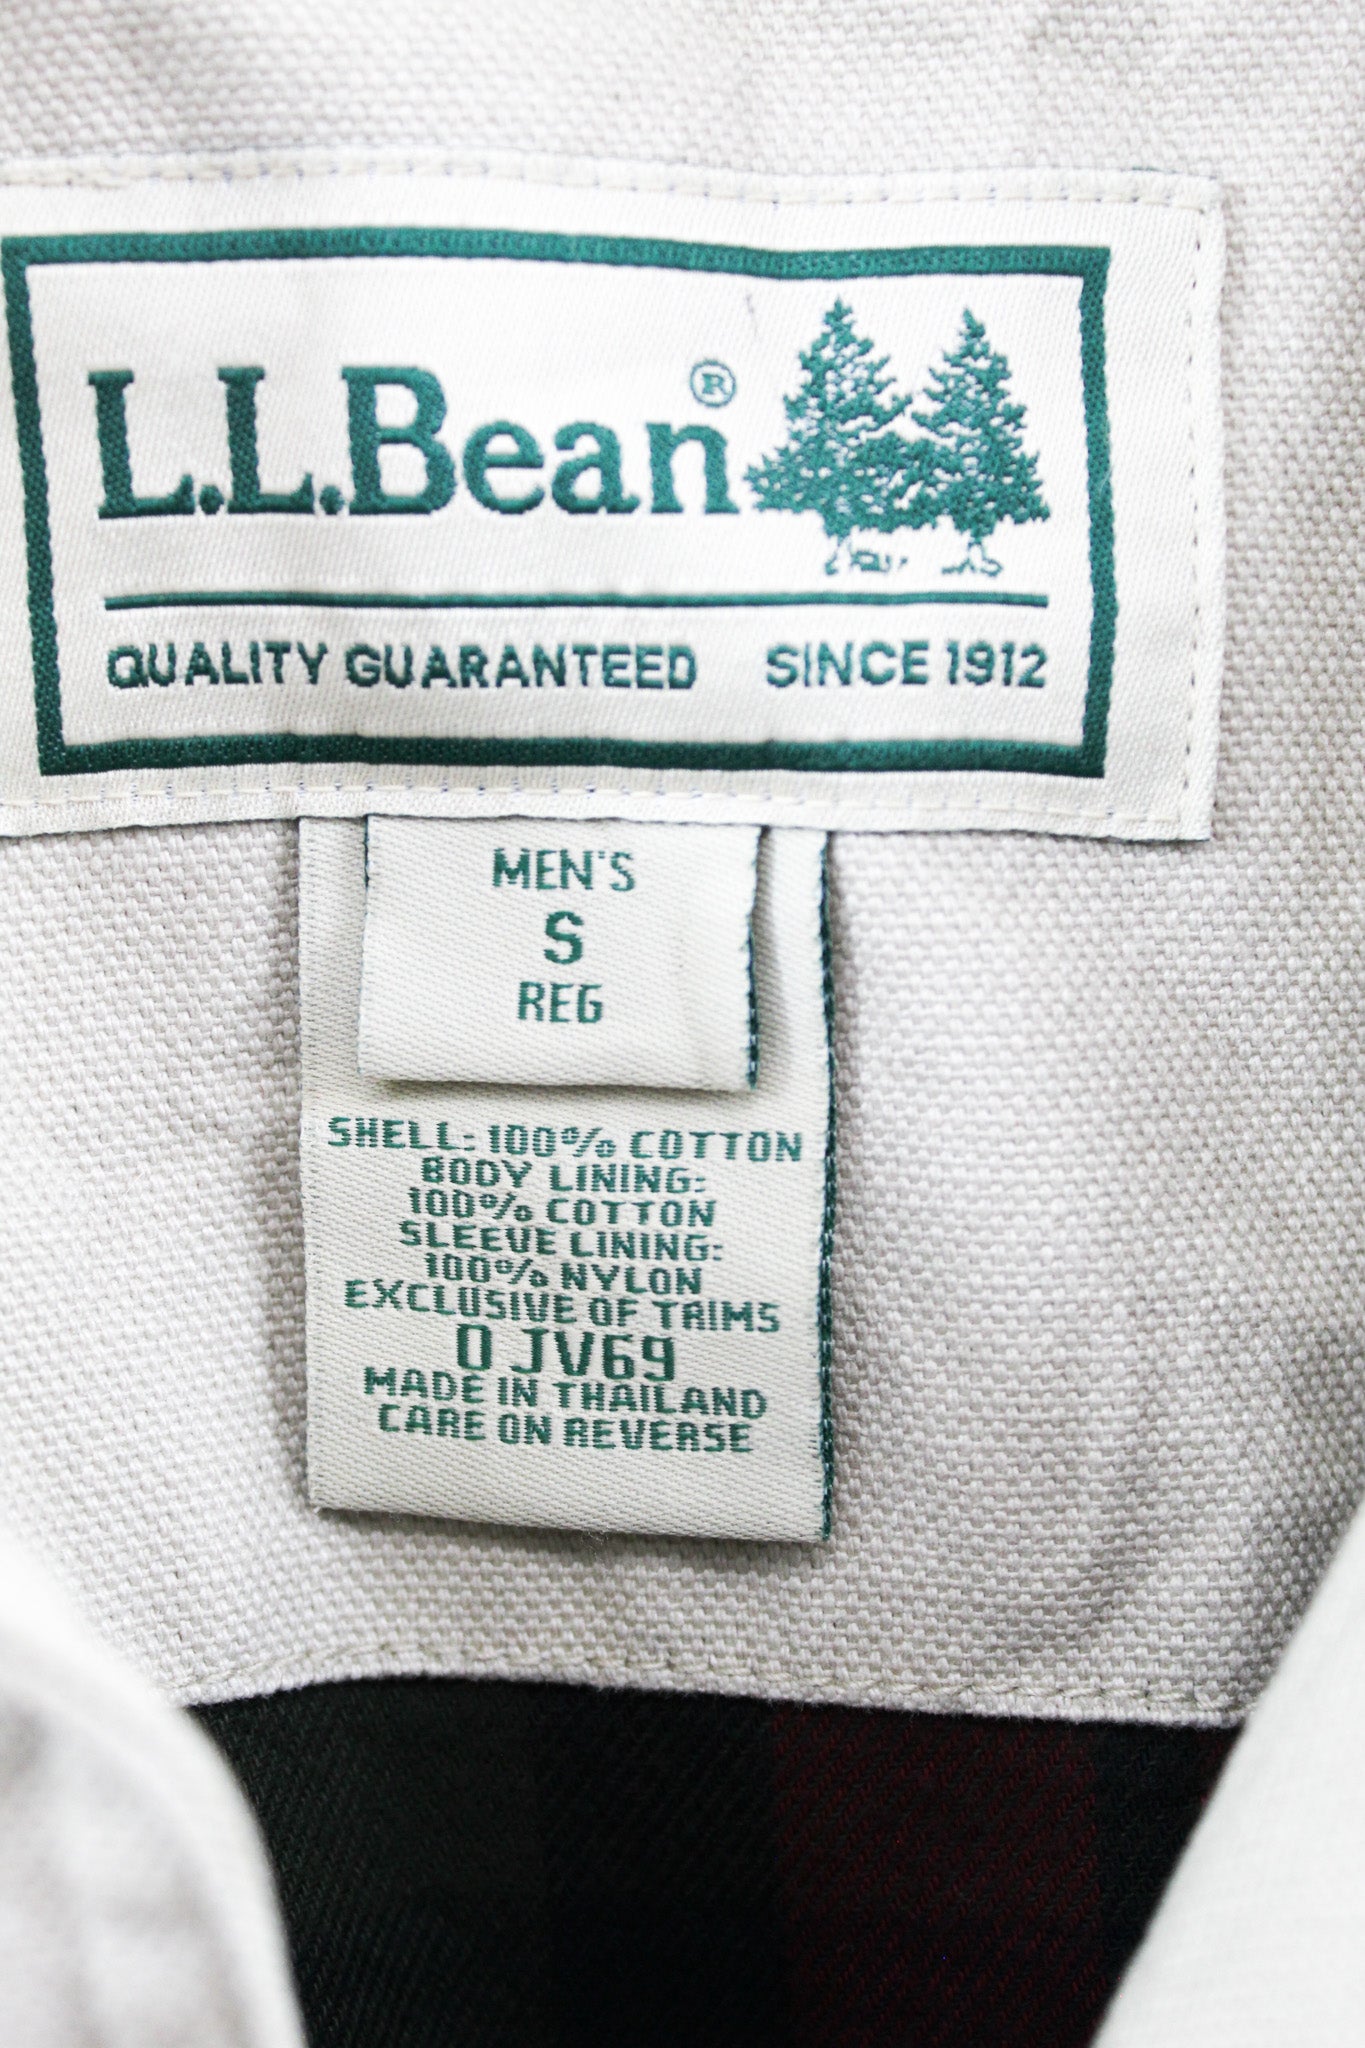 L.L.Bean®
QUALITY GUARANTEED SINCE 1912
MEN'S
S
REG
SHELL: 100% COTTON
BODY LINING:
100% COTTON
SLEEVE LINING:
100% NYLON
EXCLUSIVE OF TRIMS
0 JV69
MADE IN THAILAND
CARE ON REVERSE